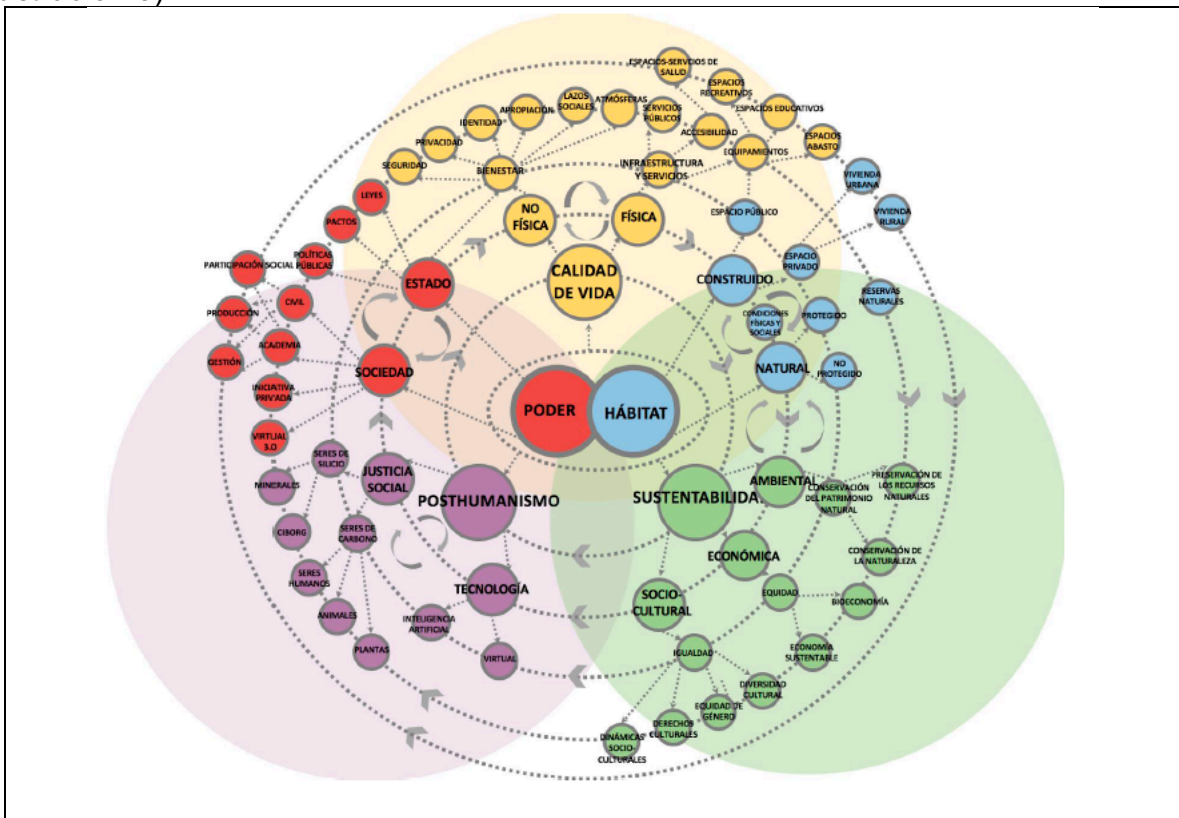 ESPACIOS-SERVCIOS DE
SALUD
ESPACIOS
RECREATIVOS
ESPACIOS EDUCATIVOS
ESPACIOS
ABASTO
LAZOS
SOCIALES
ATMÓSFERAS
SERVICIOS
PÚBLICOS
ACCESIBILIDAD
EQUIPAMIENTOS
APROPIACIÓN
IDENTIDAD
PRIVACIDAD
SEGURIDAD
BIENESTAR
INFRAESTRUCTURA
Y SERVICIOS
VIVIENDA
URBANA
VIVIENDA
RURAL
LEYES
PACTOS
NO
FÍSICA
FÍSICA
ESPACIO PÚBLICO
POLÍTICAS
PÚBLICAS
PARTICIPACIÓN SOCIAL
ESTADO
CALIDAD
DE VIDA
CONSTRUIDO
ESPACIO
PRIVADO
RESERVAS
NATURALES
PRODUCCIÓN
CIVIL
CONDICIONES
FÍSICAS Y
SOCIALES
PROTEGIDO
GESTIÓN
ACADEMIA
SOCIEDAD
NATURAL
NO
PROTEGIDO
INICIATIVA
PRIVADA
PODER
HÁBITAT
VIRTUAL
3.0
SERES DE
SILICIO
MINERALES
JUSTICIA
SOCIAL
POSTHUMANISMO
SUSTENTABILIDA
AMBIENTAL
CONSERVACIÓN
DEL PATRIMONIO
NATURAL
PRESERVACIÓN DE
LOS RECURSOS
NATURALES
CIBORG
SERES DE
CARBONO
ECONÓMICA
CONSERVACIÓN DE
LA NATURALEZA
SERES
HUMANOS
TECNOLOGÍA
SOCIO-
CULTURAL
EQUIDAD
BIOECONOMÍA
ANIMALES
INTELIGENCIA
ARTIFICIAL
PLANTAS
VIRTUAL
IGUALDAD
ECONOMÍA
SUSTENTABLE
DIVERSIDAD
CULTURAL
EQUIDAD DE
GÉNERO
DERECHOS
CULTURALES
DINÁMICAS
SOCIO-
CULTURALES